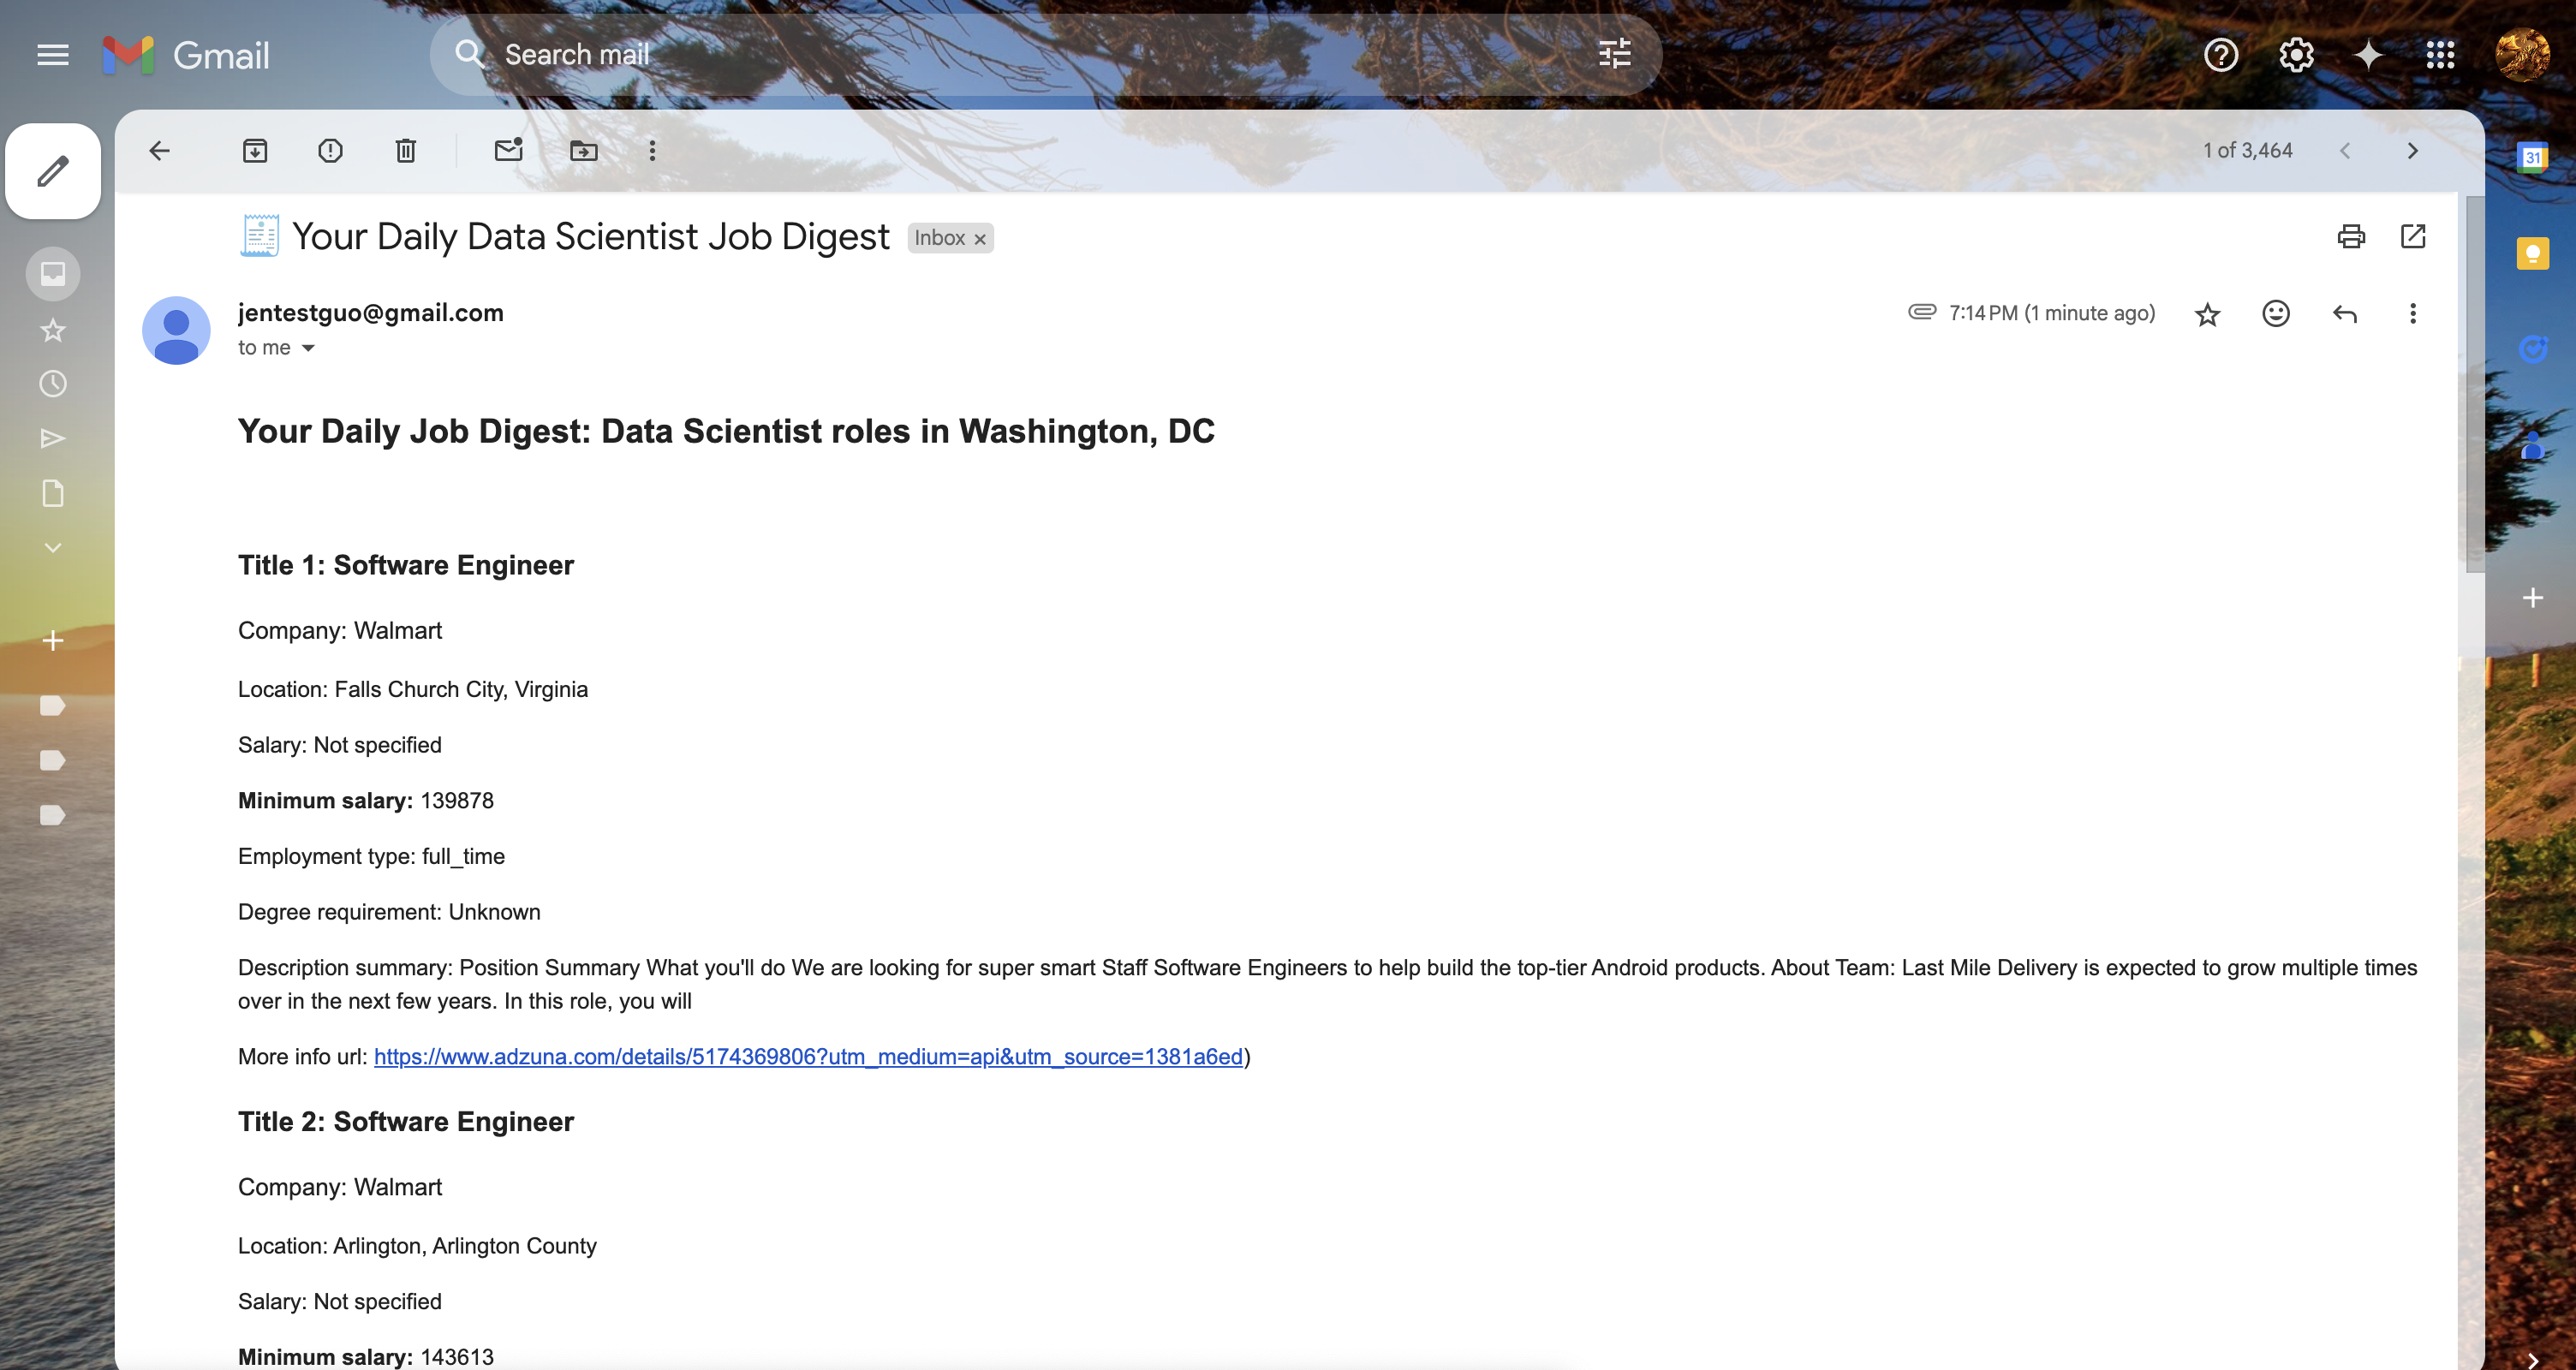 Gmail
Search mail
1 of 3,464
Your Daily Data Scientist Job Digest
Inbox ×
jentestguo@gmail.com
7:14 PM (1 minute ago)
to me
31
Your Daily Job Digest: Data Scientist roles in Washington, DC
Title 1: Software Engineer
Company: Walmart
Location: Falls Church City, Virginia
Salary: Not specified
Minimum salary: 139878
Employment type: full_time
Degree requirement: Unknown
Description summary: Position Summary What you'll do We are looking for super smart Staff Software Engineers to help build the top-tier Android products. About Team: Last Mile Delivery is expected to grow multiple times
over in the next few years. In this role, you will
More info url: https://www.adzuna.com/details/5174369806?utm_medium=api&utm_source=1381a6ed)
Title 2: Software Engineer
Company: Walmart
Location: Arlington, Arlington County
Salary: Not specified
Minimum salary: 143613